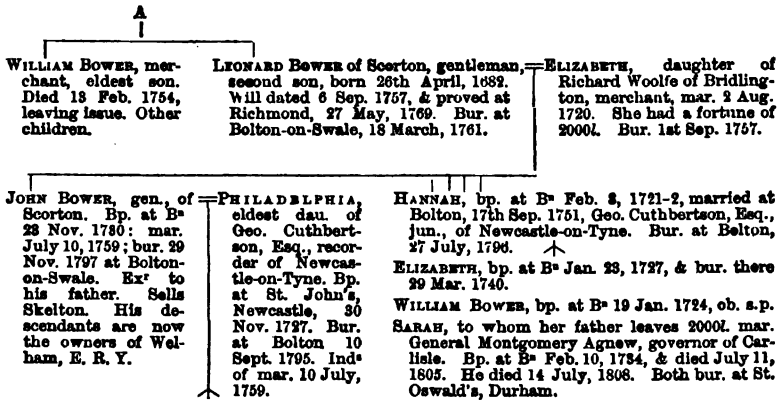 A
WILLIAM BOWER, mer-
chant, eldest son.
Died 13 Feb. 1754,
leaving issue. Other
children.
LEONARD BOWER of Scorton, gentleman,
second son, born 26th April, 1682.
Will dated 6 Sep. 1757, & proved at
Richmond, 27 May, 1769. Bur. at
Bolton-on-Swale, 18 March, 1761.
ELIZABETH, daughter of
Richard Woolfe of Bridling-
ton, merchant, mar. 2 Aug.
1720. She had a fortune of
2000l. Bur. 1st Sep. 1757.
JOHN BOWER, gen., of
Scorton. Bp. at Bⁿ
23 Nov. 1730: mar.
July 10, 1759; bur. 29
Nov. 1797 at Bolton-
on-Swale. Exʳ to
his father. Sells
Skelton. His de-
scendants are now
the owners of Wel-
ham, E. R. Y.
PHILADELPHIA,
eldest dau. of
Geo. Cuthbert-
son, Esq., recor-
der of Newcas-
tle-on-Tyne. Bp.
at St. John's,
Newcastle, 30
Nov. 1727. Bur.
at Bolton 10
Sept. 1795. Indˢ
of mar. 10 July,
1759.
HANNAH, bp. at Bⁿ Feb. 8, 1721-2, married at
Bolton, 17th Sep. 1751, Geo. Cuthbertson, Esq.,
jun., of Newcastle-on-Tyne. Bur. at Bolton,
27 July, 1796.
ELIZABETH, bp. at Bⁿ Jan. 23, 1727, & bur. there
29 Mar. 1740.
WILLIAM BOWER, bp. at Bⁿ 19 Jan. 1724, ob. s.p.
SARAH, to whom her father leaves 2000l. mar.
General Montgomery Agnew, governor of Car-
lisle. Bp. at Bⁿ Feb. 10, 1734, & died July 11,
1805. He died 14 July, 1808. Both bur. at St.
Oswald's, Durham.